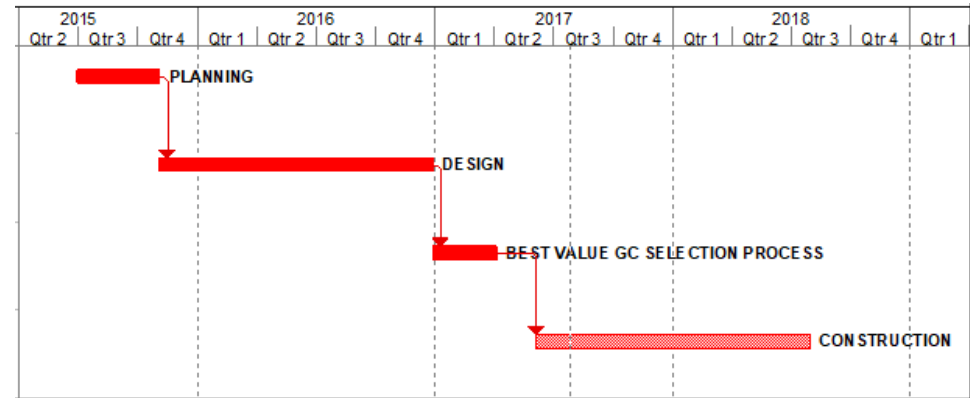 2015 2016 2017 2018
Qtr 2 Qtr 3 Qtr 4 Qtr 1 Qtr 2 Qtr 3 Qtr 4 Qtr 1 Qtr 2 Qtr 3 Qtr 4 Qtr 1 Qtr 2 Qtr 3 Qtr 4 Qtr 1
PLANNING
DESIGN
BEST VALUE GC SELECTION PROCESS
CONSTRUCTION